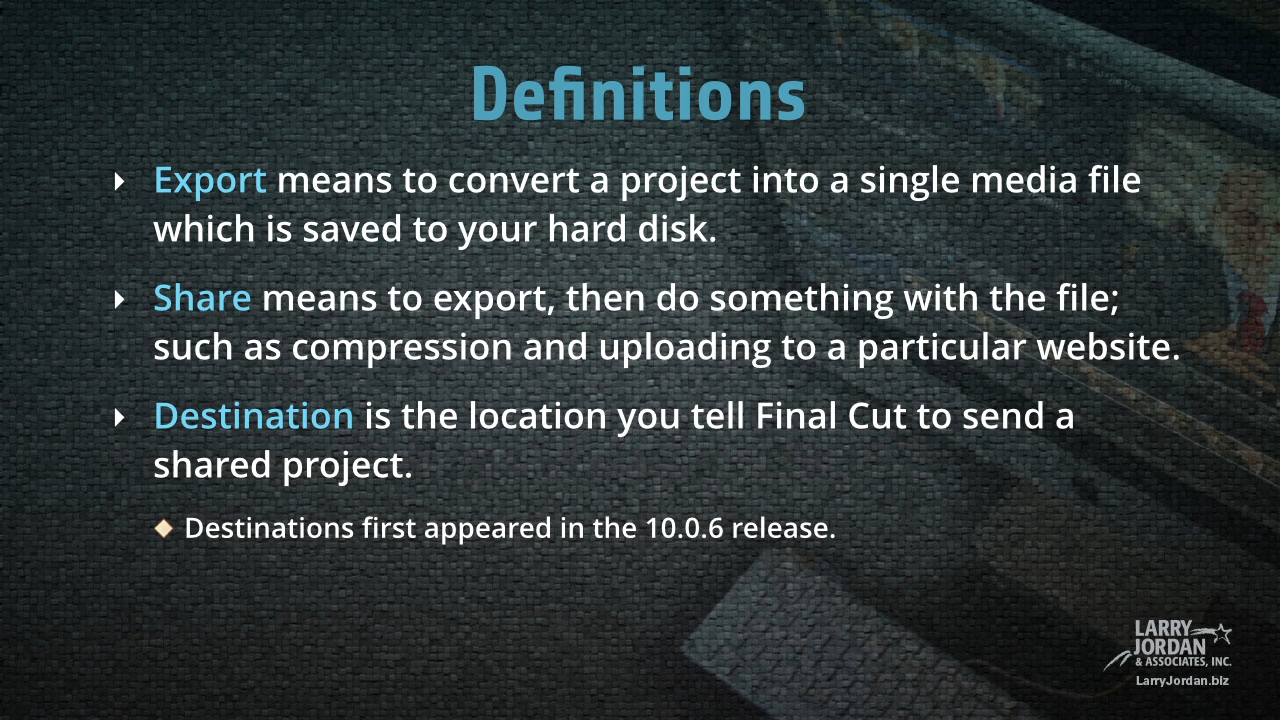 Definitions
Export means to convert a project into a single media file
which is saved to your hard disk.
Share means to export, then do something with the file;
such as compression and uploading to a particular website.
Destination is the location you tell Final Cut to send a
shared project.
Destinations first appeared in the 10.0.6 release.
LARRY
JORDAN
& ASSOCIATES, INC.
LarryJordan.biz